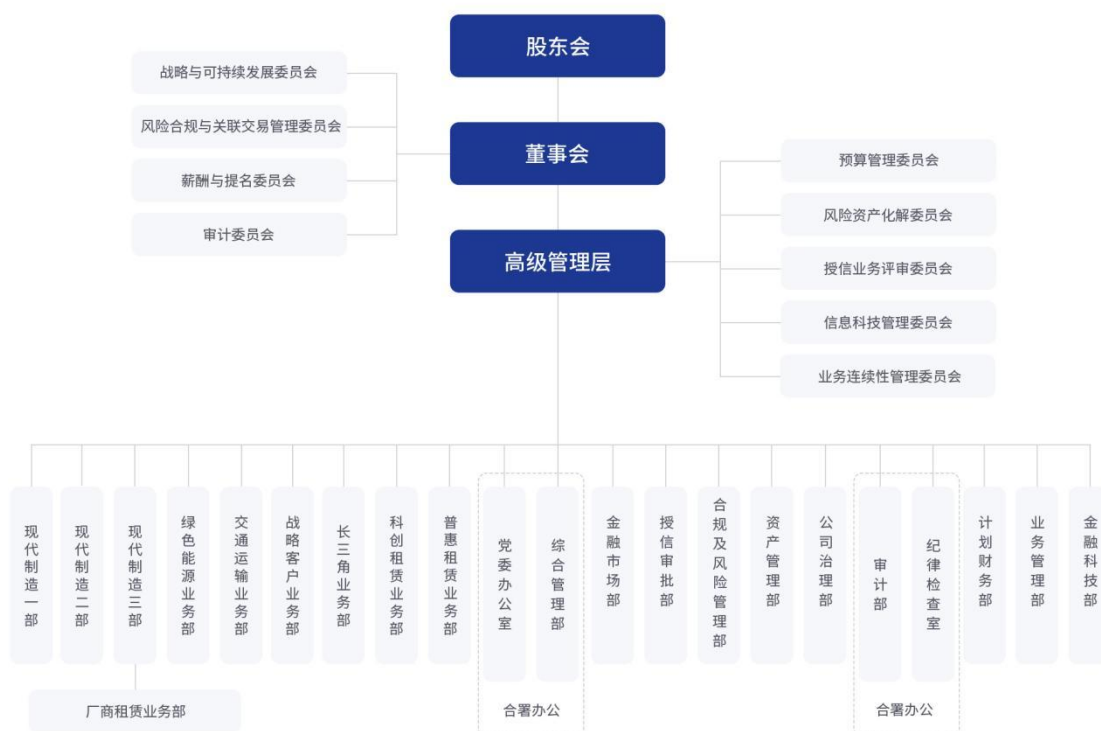 股东会
战略与可持续发展委员会
风险合规与关联交易管理委员会
董事会
薪酬与提名委员会
审计委员会
预算管理委员会
风险资产化解委员会
高级管理层
授信业务评审委员会
信息科技管理委员会
业务连续性管理委员会
现代制造一部
现代制造二部
现代制造三部
绿色能源业务部
交通运输业务部
战略客户业务部
长三角业务部
科创租赁业务部
普惠租赁业务部
党委办公室
综合管理部
金融市场部
授信审批部
合规及风险管理部
资产管理部
公司治理部
审计部
纪律检查室
计划财务部
业务管理部
金融科技部
厂商租赁业务部
合署办公
合署办公